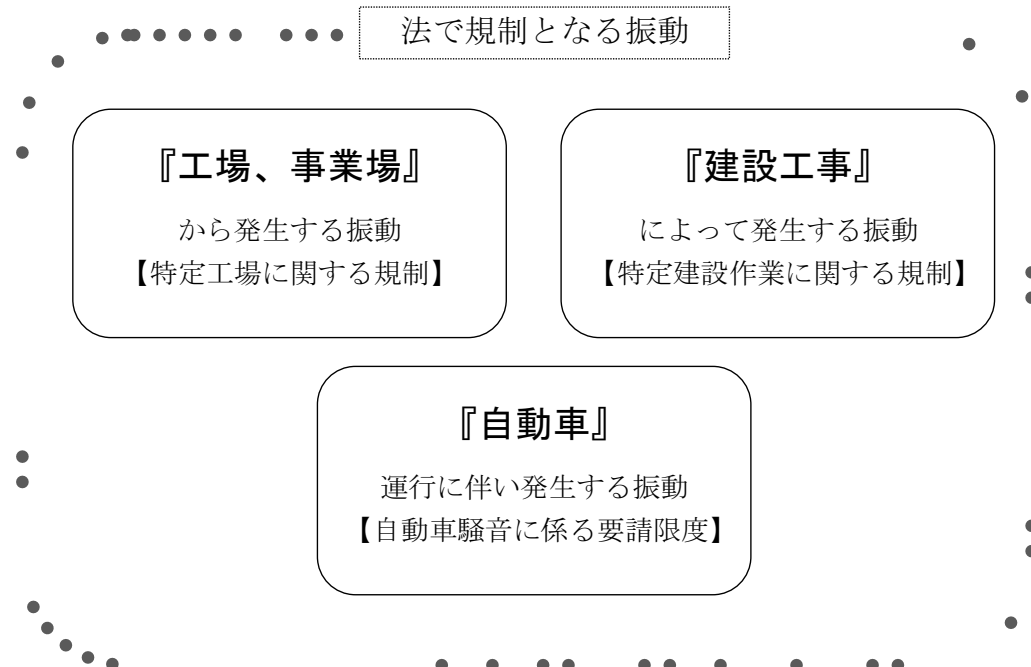 法で規制となる振動
『工場、事業場』
から発生する振動
【特定工場に関する規制】
『建設工事』
によって発生する振動
【特定建設作業に関する規制】
『自動車』
運行に伴い発生する振動
【自動車騒音に係る要請限度】